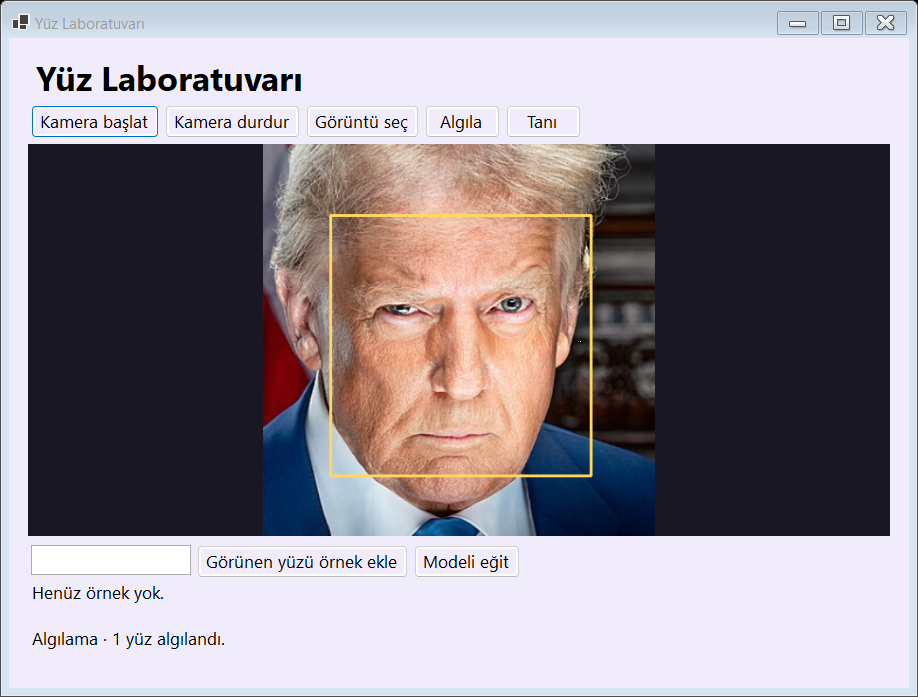 Yüz Laboratuvarı
Yüz Laboratuvarı
Kamera başlat Kamera durdur Görüntü seç Algıla Tanı
Görünen yüzü örnek ekle Modeli eğit
Henüz örnek yok.
Algılama · 1 yüz algılandı.